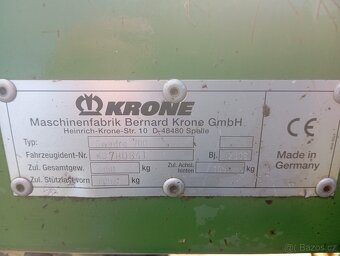 KRONE
Maschinenfabrik Bernard Krone GmbH
Heinrich-Krone-Str. 10 D-48480 Spelle
Typ:
Fahrzeugident-Nr.
Bj.
Zul. Gesamtgew. kg
Zul. Achsl. hinten kg
Zul. Stützlast vorn kg
CE
Made in
Germany
Bazos.cz